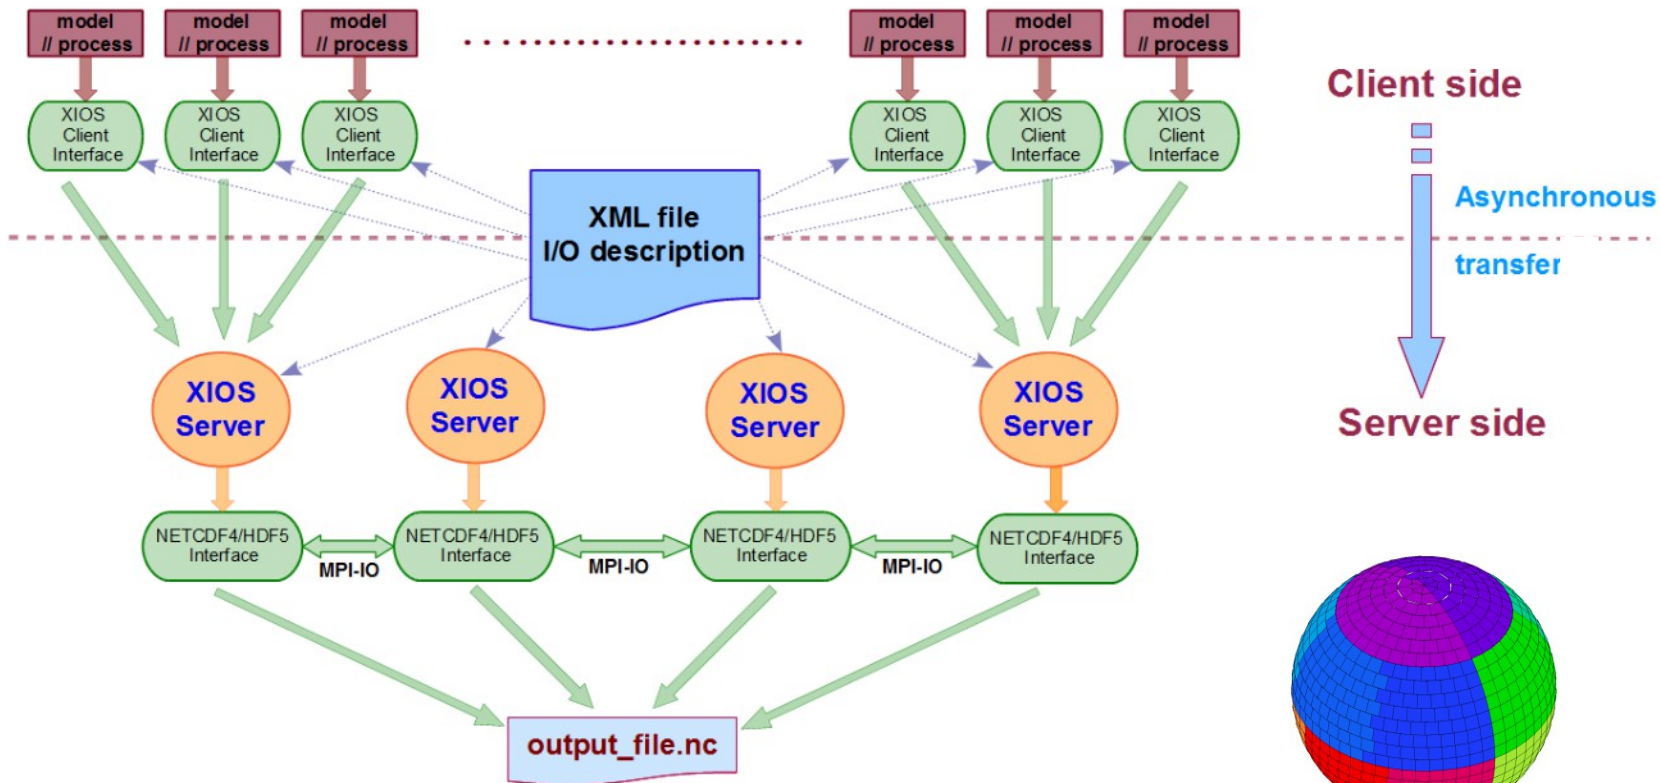 model
// process
model
// process
model
// process
model
// process
model
// process
model
// process
XIOS
Client
Interface
XIOS
Client
Interface
XIOS
Client
Interface
XIOS
Client
Interface
XIOS
Client
Interface
XIOS
Client
Interface
Client side
XML file
I/O description
Asynchronous
transfer
XIOS
Server
XIOS
Server
XIOS
Server
XIOS
Server
Server side
NETCDF4/HDF5
Interface
MPI-IO
NETCDF4/HDF5
Interface
MPI-IO
NETCDF4/HDF5
Interface
MPI-IO
NETCDF4/HDF5
Interface
output_file.nc